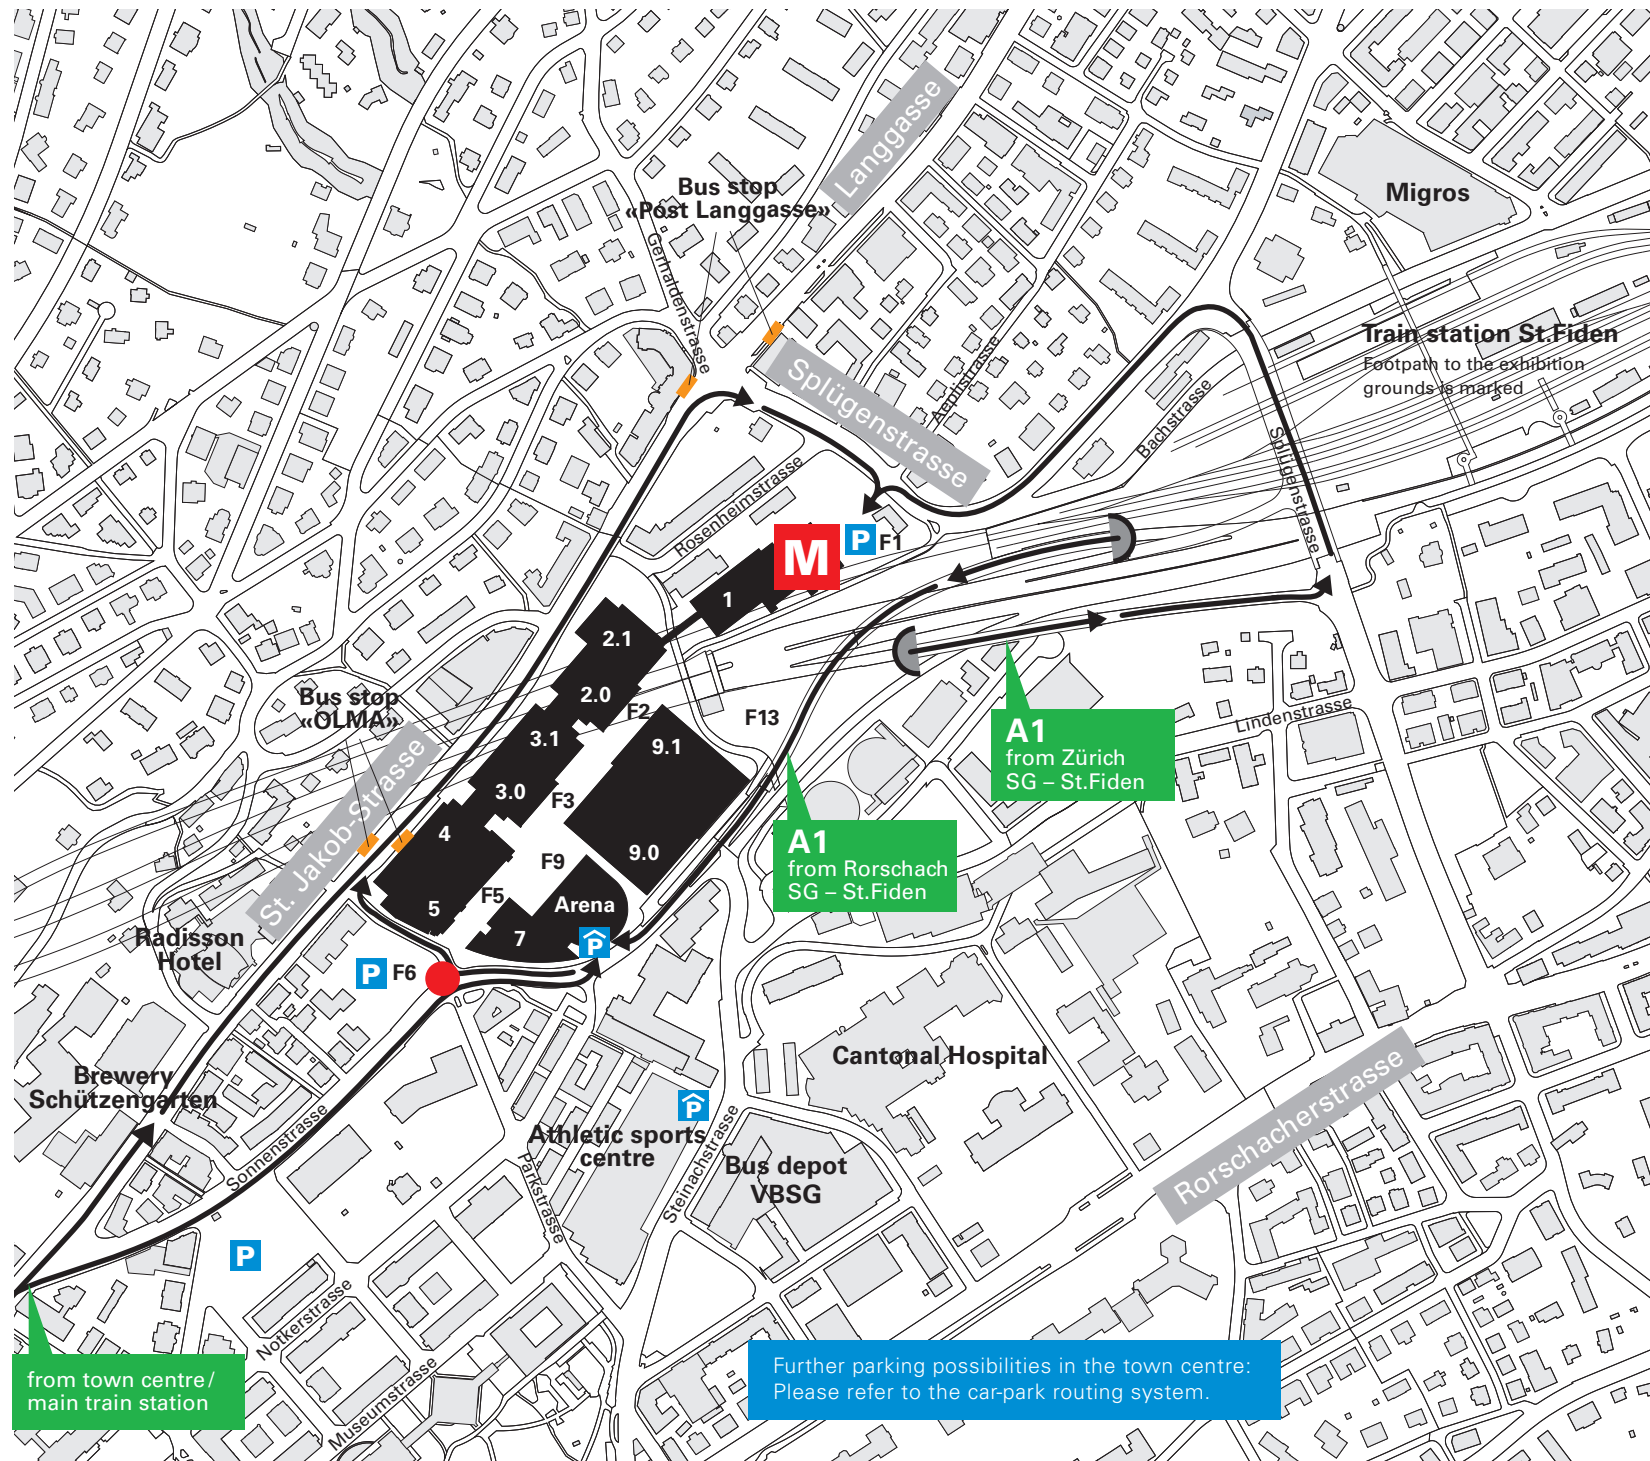 Langgasse
Bus stop
«Post Langgasse»
Migros
Gerhaldenstrasse
Train station St.Fiden
Footpath to the exhibition
grounds is marked
Splügenstrasse
Aeplistrasse
Bachstrasse
Splügenstrasse
Rosenheimstrasse
M
P F1
1
2.1
2.0
F2
Bus stop
«OLMA»
F13
3.1
9.1
Lindenstrasse
A1
from Zürich
SG – St.Fiden
St. Jakob-Strasse
3.0
F3
4
9.0
F9
A1
from Rorschach
SG – St.Fiden
F5
Arena
5
7
P
Radisson
Hotel
P F6
Cantonal Hospital
Brewery
Schützengarten
Rorschacherstrasse
P
Sonnenstrasse
Athletic sports
centre
Parkstrasse
Steinachstrasse
Bus depot
VBSG
P
Notkerstrasse
from town centre/
main train station
Museumstrasse
Further parking possibilities in the town centre:
Please refer to the car-park routing system.